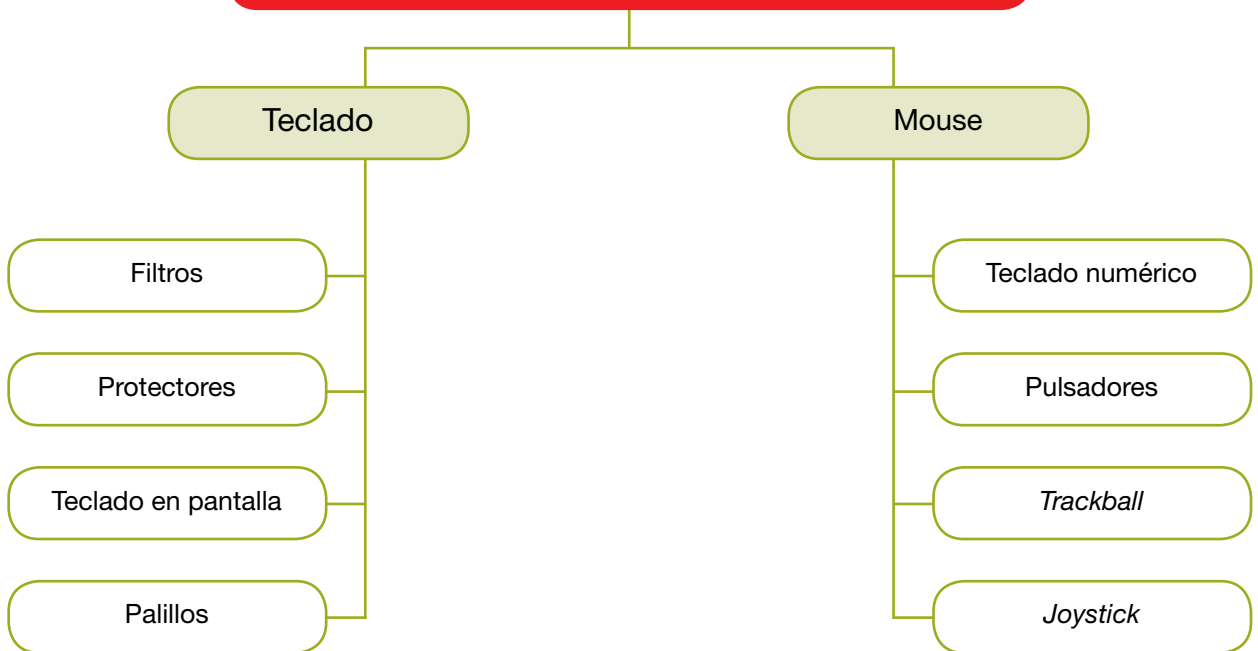 Teclado
Mouse
Filtros
Teclado numérico
Protectores
Pulsadores
Teclado en pantalla
Trackball
Palillos
Joystick